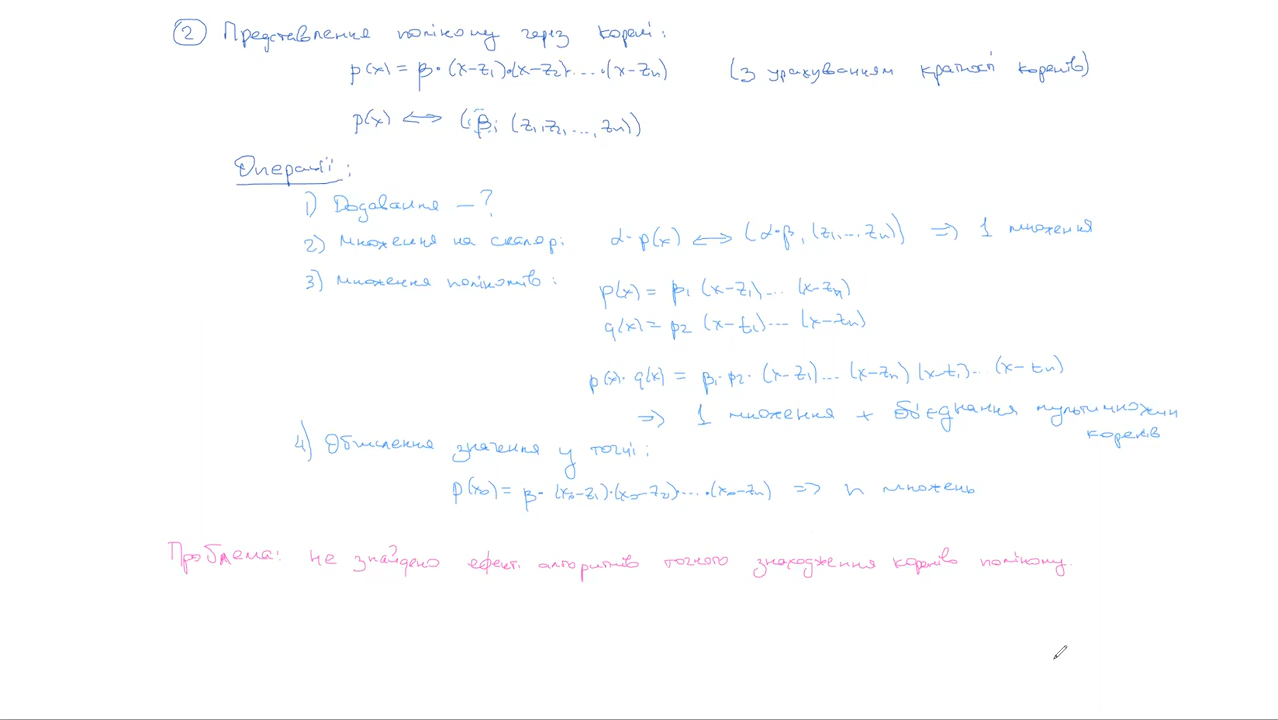 ② Представлення поліному через корені:
p(x) = β·(x-z₁)·(x-z₂)·...·(x-zₙ) (з урахуванням кратності коренів)
p(x) ⟺ (β; (z₁,z₂,...,zₙ))
Операції:
1) Додавання – ?
2) множення на скаляр: α·p(x) ⟺ (α·β, (z₁,...,zₙ)) ⟹ 1 множення
3) множення поліномів: p(x) = β₁ (x-z₁)... (x-zₙ)
q(x) = β₂ (x-t₁)... (x-zₙ)
p(x)·q(x) = β₁·β₂·(x-z₁)...(x-zₙ)(x-t₁)...(x-tₙ)
⟹ 1 множення + об'єднання мультимножин
коренів
4) Обчислення значення у точці:
p(x₀) = β·(x₀-z₁)·(x₀-z₂)·...·(x₀-zₙ) ⟹ n множень
Проблема: не знайдено ефект. алгоритмів точного знаходження коренів поліному.